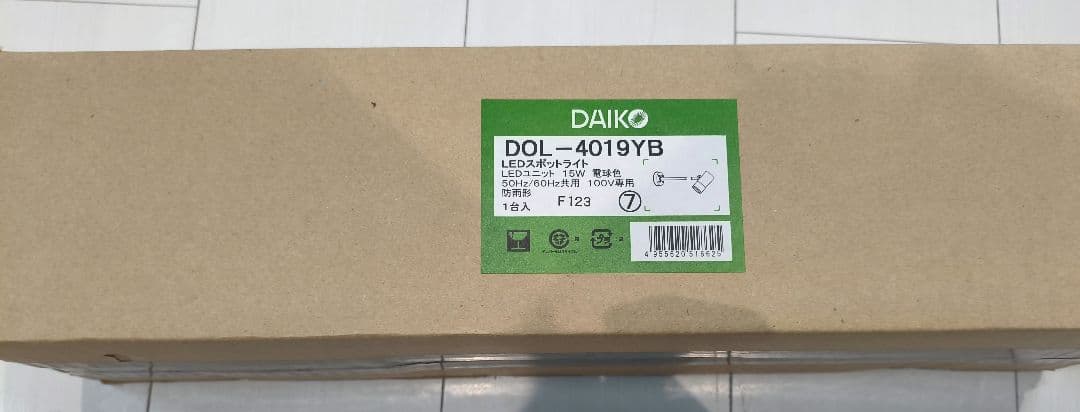 DAIKO
DOL-4019YB
LEDスポットライト
LEDユニット 15W 電球色
50Hz/60Hz共用 100V専用
防雨形
1台入 F123 ⑦
4 955620 516625